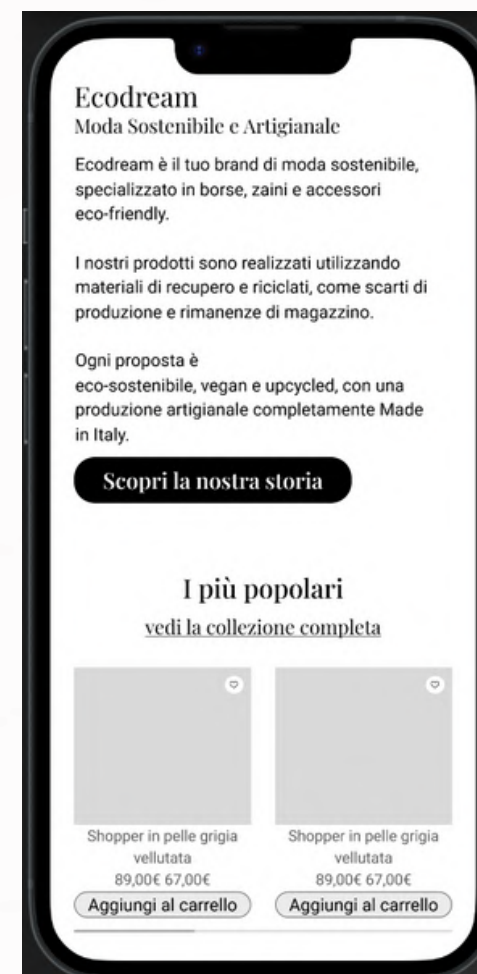 Ecodream
Moda Sostenibile e Artigianale
Ecodream è il tuo brand di moda sostenibile,
specializzato in borse, zaini e accessori
eco-friendly.
I nostri prodotti sono realizzati utilizzando
materiali di recupero e riciclati, come scarti di
produzione e rimanenze di magazzino.
Ogni proposta è
eco-sostenibile, vegan e upcycled, con una
produzione artigianale completamente Made
in Italy.
Scopri la nostra storia
I più popolari
vedi la collezione completa
Shopper in pelle grigia
vellutata
89,00€ 67,00€
Aggiungi al carrello
Shopper in pelle grigia
vellutata
89,00€ 67,00€
Aggiungi al carrello